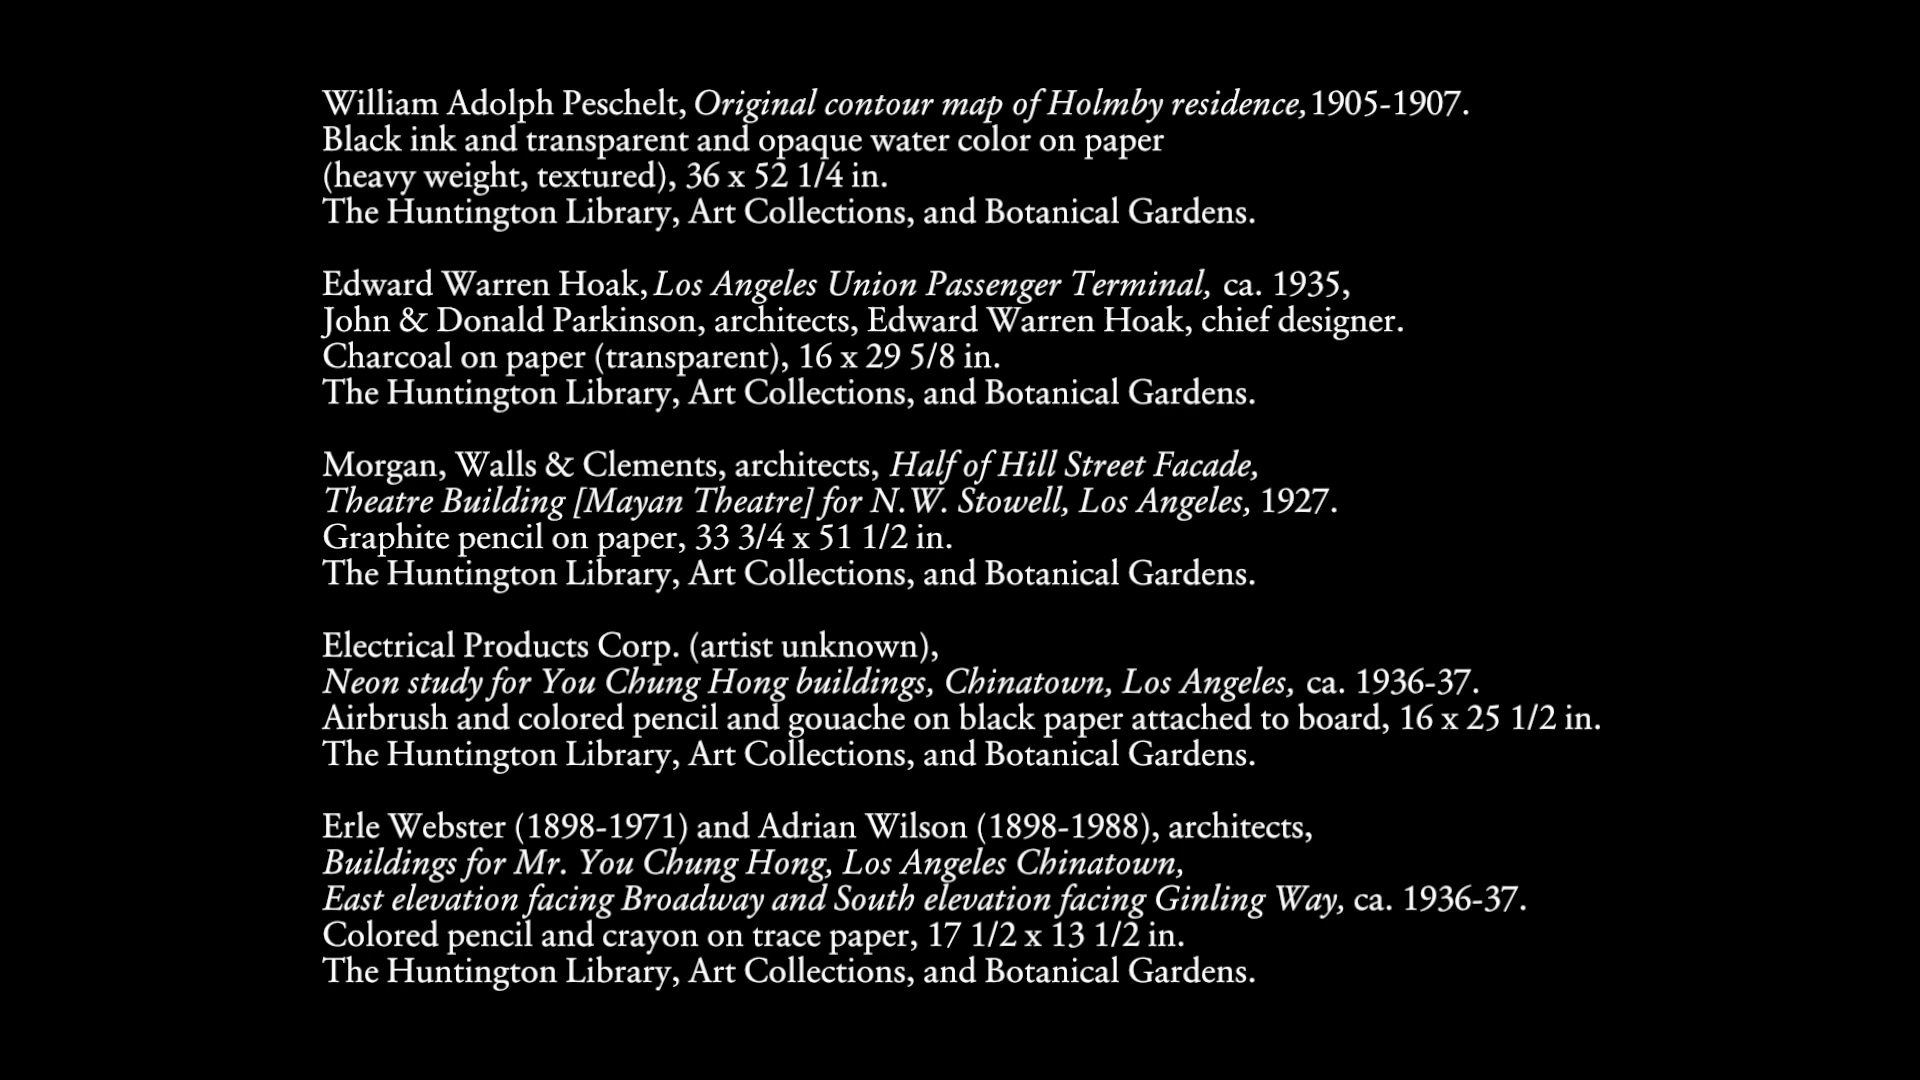 William Adolph Peschelt, Original contour map of Holmby residence, 1905-1907.
Black ink and transparent and opaque water color on paper
(heavy weight, textured), 36 x 52 1/4 in.
The Huntington Library, Art Collections, and Botanical Gardens.
Edward Warren Hoak, Los Angeles Union Passenger Terminal, ca. 1935,
John & Donald Parkinson, architects, Edward Warren Hoak, chief designer.
Charcoal on paper (transparent), 16 x 29 5/8 in.
The Huntington Library, Art Collections, and Botanical Gardens.
Morgan, Walls & Clements, architects, Half of Hill Street Facade,
Theatre Building [Mayan Theatre] for N.W. Stowell, Los Angeles, 1927.
Graphite pencil on paper, 33 3/4 x 51 1/2 in.
The Huntington Library, Art Collections, and Botanical Gardens.
Electrical Products Corp. (artist unknown),
Neon study for You Chung Hong buildings, Chinatown, Los Angeles, ca. 1936-37.
Airbrush and colored pencil and gouache on black paper attached to board, 16 x 25 1/2 in.
The Huntington Library, Art Collections, and Botanical Gardens.
Erle Webster (1898-1971) and Adrian Wilson (1898-1988), architects,
Buildings for Mr. You Chung Hong, Los Angeles Chinatown,
East elevation facing Broadway and South elevation facing Ginling Way, ca. 1936-37.
Colored pencil and crayon on trace paper, 17 1/2 x 13 1/2 in.
The Huntington Library, Art Collections, and Botanical Gardens.